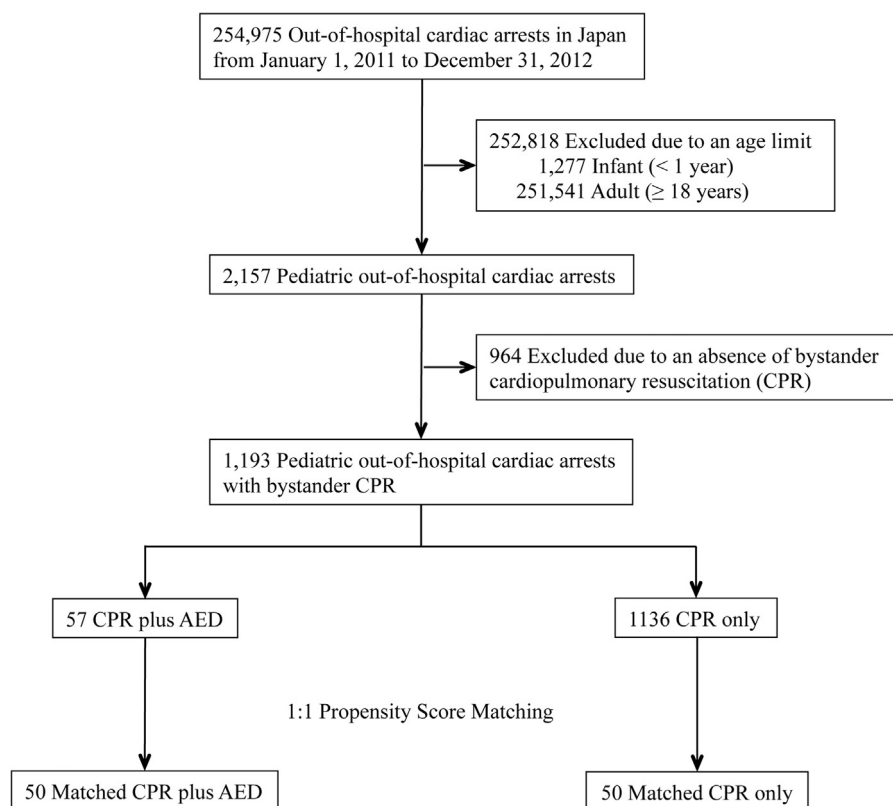 254,975 Out-of-hospital cardiac arrests in Japan
from January 1, 2011 to December 31, 2012
252,818 Excluded due to an age limit
1,277 Infant (< 1 year)
251,541 Adult (≥ 18 years)
2,157 Pediatric out-of-hospital cardiac arrests
964 Excluded due to an absence of bystander
cardiopulmonary resuscitation (CPR)
1,193 Pediatric out-of-hospital cardiac arrests
with bystander CPR
57 CPR plus AED
1136 CPR only
1:1 Propensity Score Matching
50 Matched CPR plus AED
50 Matched CPR only